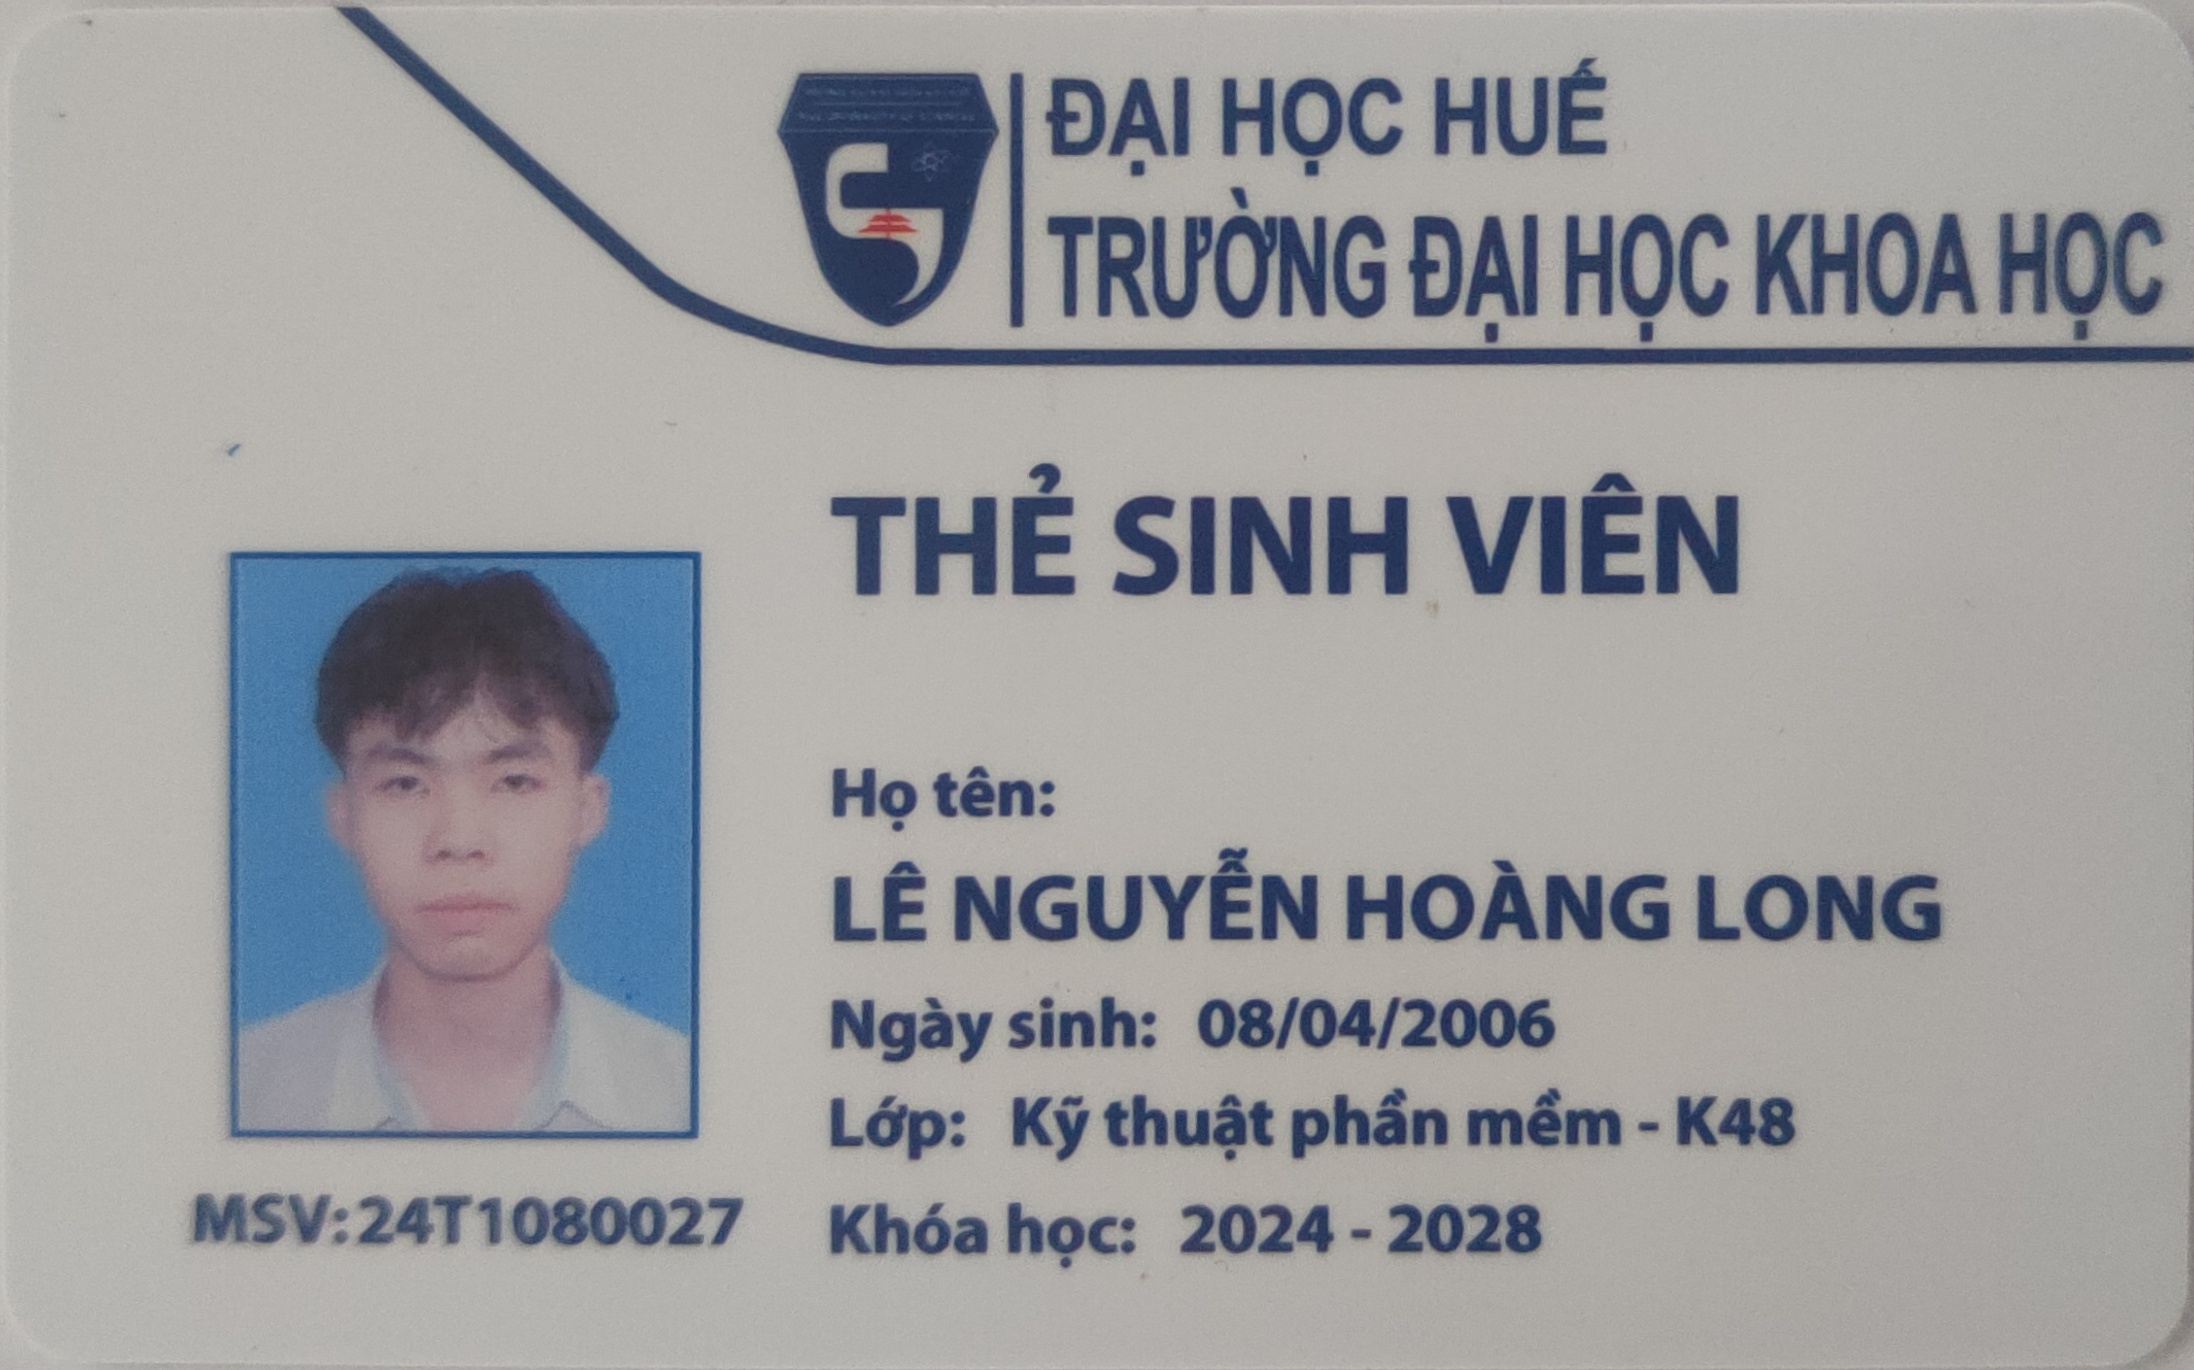 ĐẠI HỌC HUẾ
TRƯỜNG ĐẠI HỌC KHOA HỌC
THẺ SINH VIÊN
Họ tên:
LÊ NGUYỄN HOÀNG LONG
Ngày sinh: 08/04/2006
Lớp: Kỹ thuật phần mềm - K48
Khóa học: 2024 - 2028
MSV:24T1080027